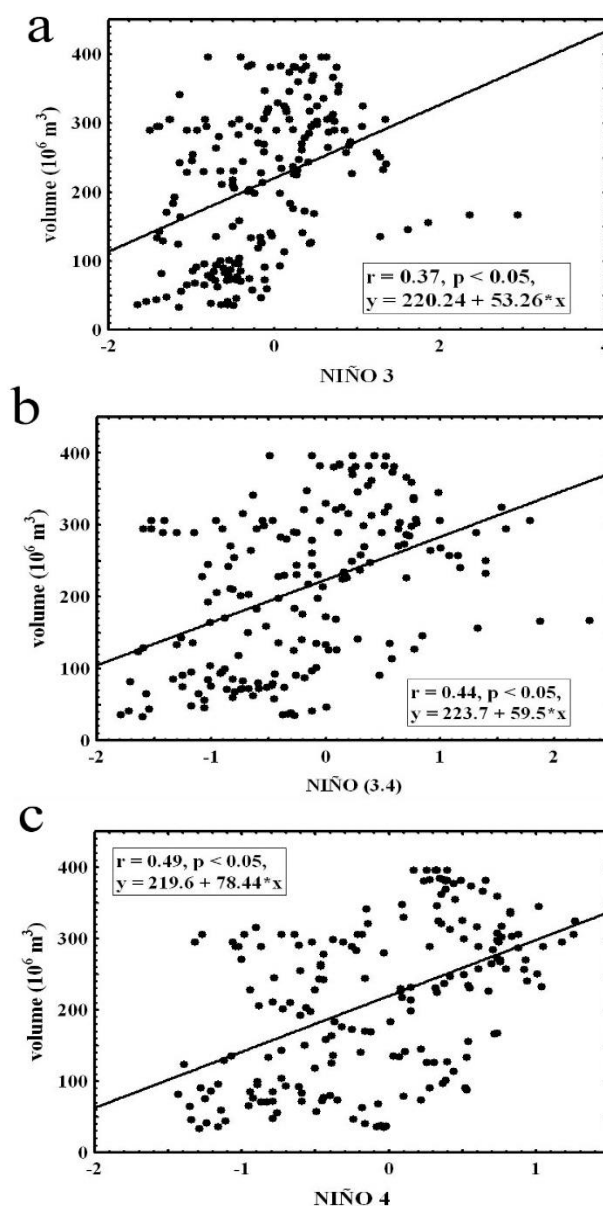 a
400
300
200
100
0
volume (10⁶ m³)
r = 0.37, p < 0.05,
y = 220.24 + 53.26*x
-2
0
2
4
NIÑO 3
b
400
300
200
100
0
volume (10⁶ m³)
r = 0.44, p < 0.05,
y = 223.7 + 59.5*x
-2
-1
0
1
2
NIÑO (3.4)
c
r = 0.49, p < 0.05,
y = 219.6 + 78.44*x
400
300
200
100
0
volume (10⁶ m³)
-2
-1
0
1
NIÑO 4